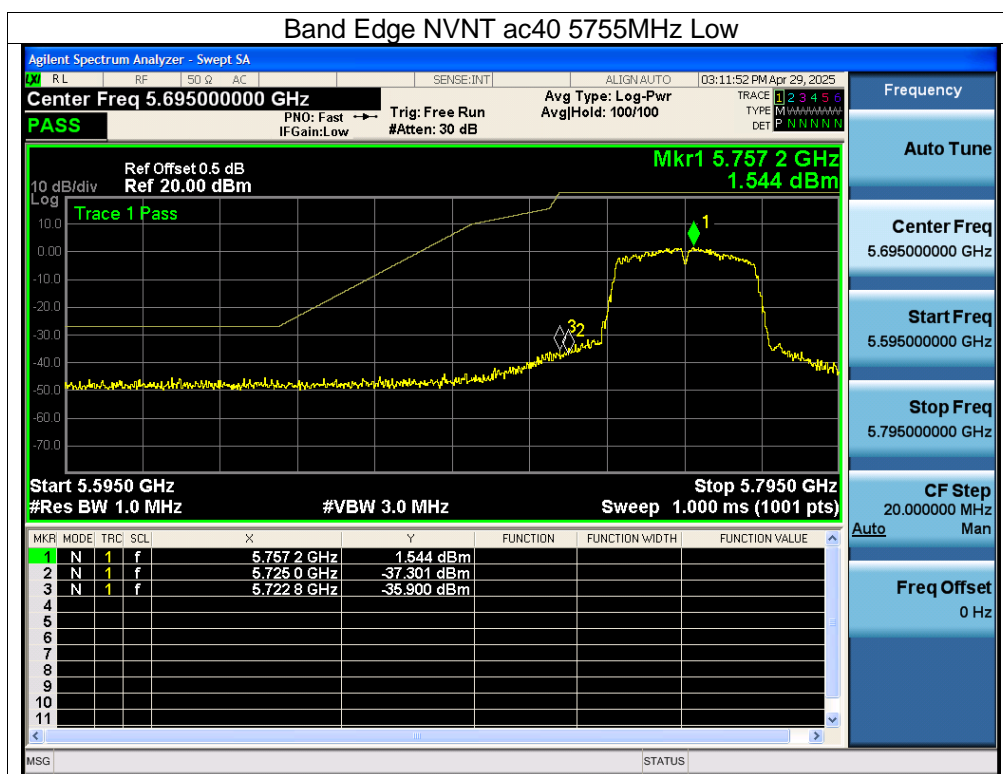 Band Edge NVNT ac40 5755MHz Low
Agilent Spectrum Analyzer - Swept SA
LXI RL RF 50 Ω AC SENSE:INT ALIGN AUTO 03:11:52 PM Apr 29, 2025
Center Freq 5.695000000 GHz
PASS
PNO: Fast
IFGain:Low
Trig: Free Run
#Atten: 30 dB
Avg Type: Log-Pwr
Avg|Hold: 100/100
TRACE 1 2 3 4 5 6
TYPE M W W W W W
DET P N N N N N
Frequency
Auto Tune
Center Freq
5.695000000 GHz
Start Freq
5.595000000 GHz
Stop Freq
5.795000000 GHz
CF Step
20.000000 MHz
Auto Man
Freq Offset
0 Hz
Ref Offset 0.5 dB
10 dB/div Ref 20.00 dBm
Log
Mkr1 5.757 2 GHz
1.544 dBm
Trace 1 Pass
10.0
0.00
-10.0
-20.0
-30.0
-40.0
-50.0
-60.0
-70.0
1
3 2
Start 5.5950 GHz Stop 5.7950 GHz
#Res BW 1.0 MHz #VBW 3.0 MHz Sweep 1.000 ms (1001 pts)
MKR MODE TRC SCL X Y FUNCTION FUNCTION WIDTH FUNCTION VALUE
1 N 1 f 5.757 2 GHz 1.544 dBm
2 N 1 f 5.725 0 GHz -37.301 dBm
3 N 1 f 5.722 8 GHz -35.900 dBm
4
5
6
7
8
9
10
11
MSG STATUS